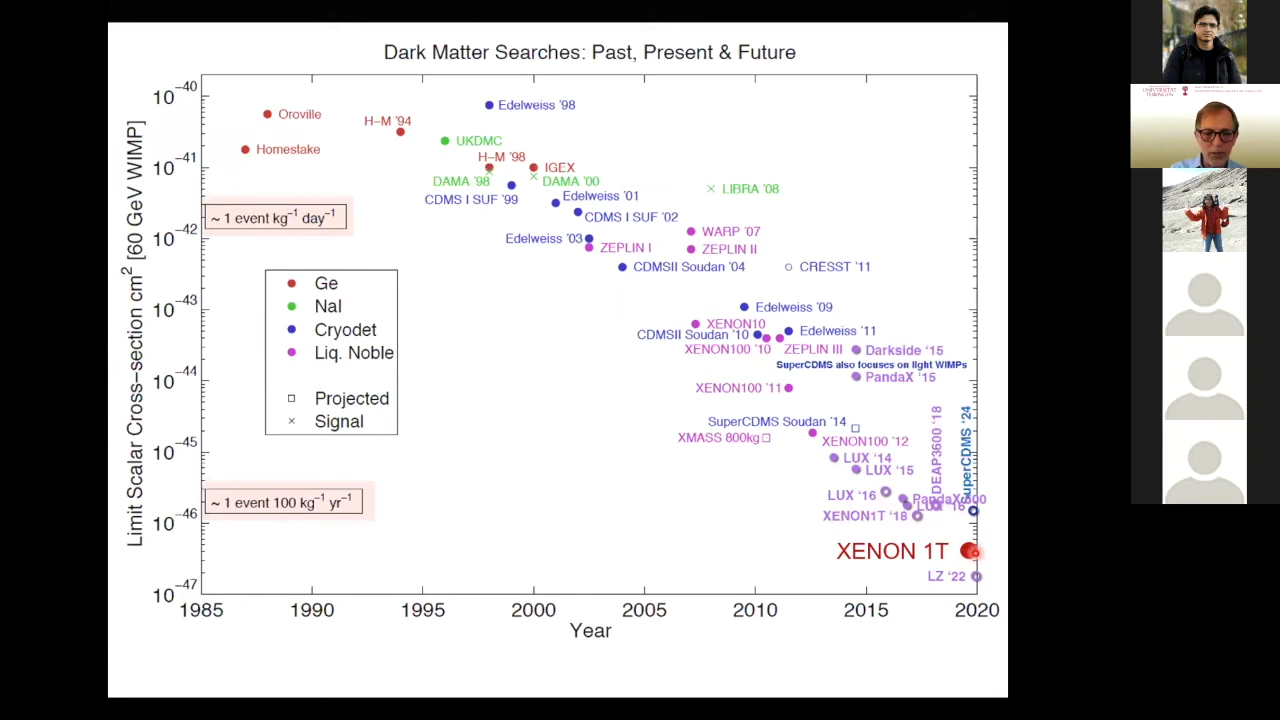 Dark Matter Searches: Past, Present & Future
Limit Scalar Cross-section cm² [60 GeV WIMP]
10⁻⁴⁰
10⁻⁴¹
10⁻⁴²
10⁻⁴³
10⁻⁴⁴
10⁻⁴⁵
10⁻⁴⁶
10⁻⁴⁷
Oroville
Homestake
H-M '94
Edelweiss '98
UKDMC
H-M '98
IGEX
DAMA '98
DAMA '00
LIBRA '08
CDMS I SUF '99
Edelweiss '01
CDMS I SUF '02
~ 1 event kg⁻¹ day⁻¹
Edelweiss '03
ZEPLIN I
WARP '07
ZEPLIN II
CDMSII Soudan '04
CRESST '11
Ge
NaI
Cryodet
Liq. Noble
Projected
Signal
Edelweiss '09
XENON10
Edelweiss '11
CDMSII Soudan '10
XENON100 '10
ZEPLIN III
Darkside '15
SuperCDMS also focuses on light WIMPs
PandaX '15
XENON100 '11
SuperCDMS Soudan '14
XMASS 800kg
XENON100 '12
DEAP3600 '18
SuperCDMS '24
LUX '14
LUX '15
LUX '16
PandaX 500
LUX '16
XENON1T '18
~ 1 event 100 kg⁻¹ yr⁻¹
XENON 1T
LZ '22
1985 1990 1995 2000 2005 2010 2015 2020
Year
UNIVERSITÄT
TÜBINGEN